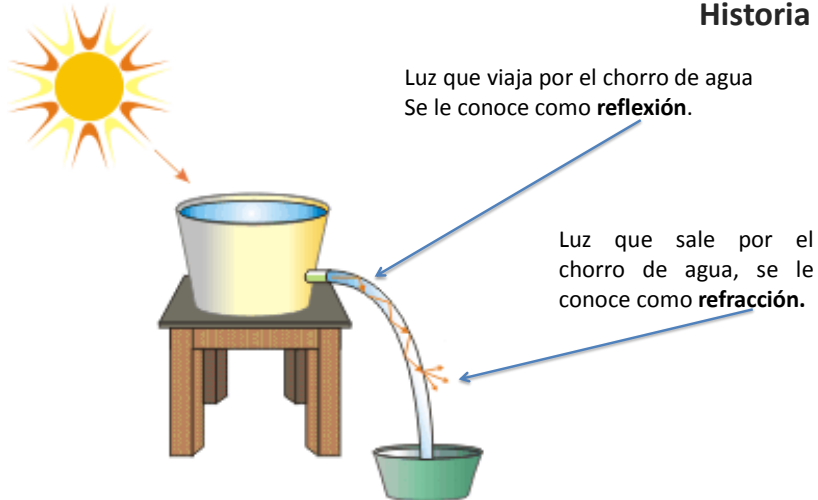 Historia
Luz que viaja por el chorro de agua
Se le conoce como reflexión.
Luz que sale por el
chorro de agua, se le
conoce como refracción.